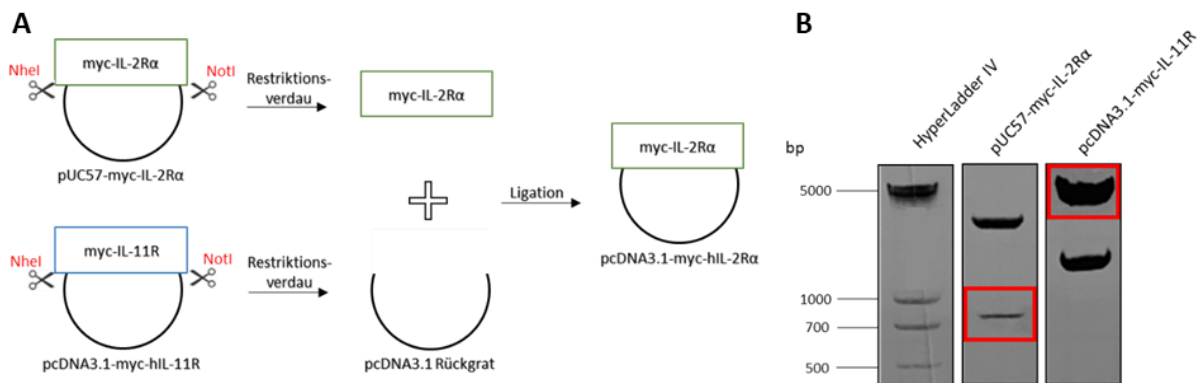 A
NheI
myc-IL-2Rα
NotI
pUC57-myc-IL-2Rα
Restriktions-
verdau
myc-IL-2Rα
NheI
myc-IL-11R
NotI
pcDNA3.1-myc-hIL-11R
Restriktions-
verdau
pcDNA3.1 Rückgrat
Ligation
myc-IL-2Rα
pcDNA3.1-myc-hIL-2Rα
B
HyperLadder IV
pUC57-myc-IL-2Rα
pcDNA3.1-myc-IL-11R
bp
5000
1000
700
500